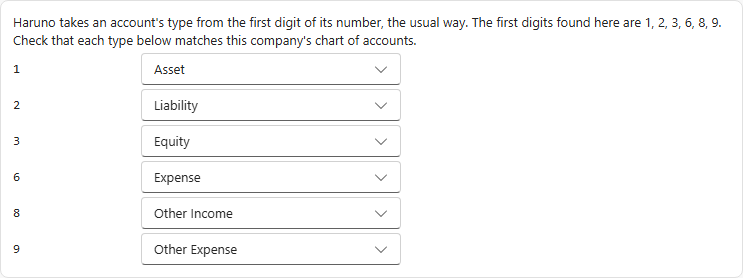 Haruno takes an account's type from the first digit of its number, the usual way. The first digits found here are 1, 2, 3, 6, 8, 9.
Check that each type below matches this company's chart of accounts.
1 Asset
2 Liability
3 Equity
6 Expense
8 Other Income
9 Other Expense